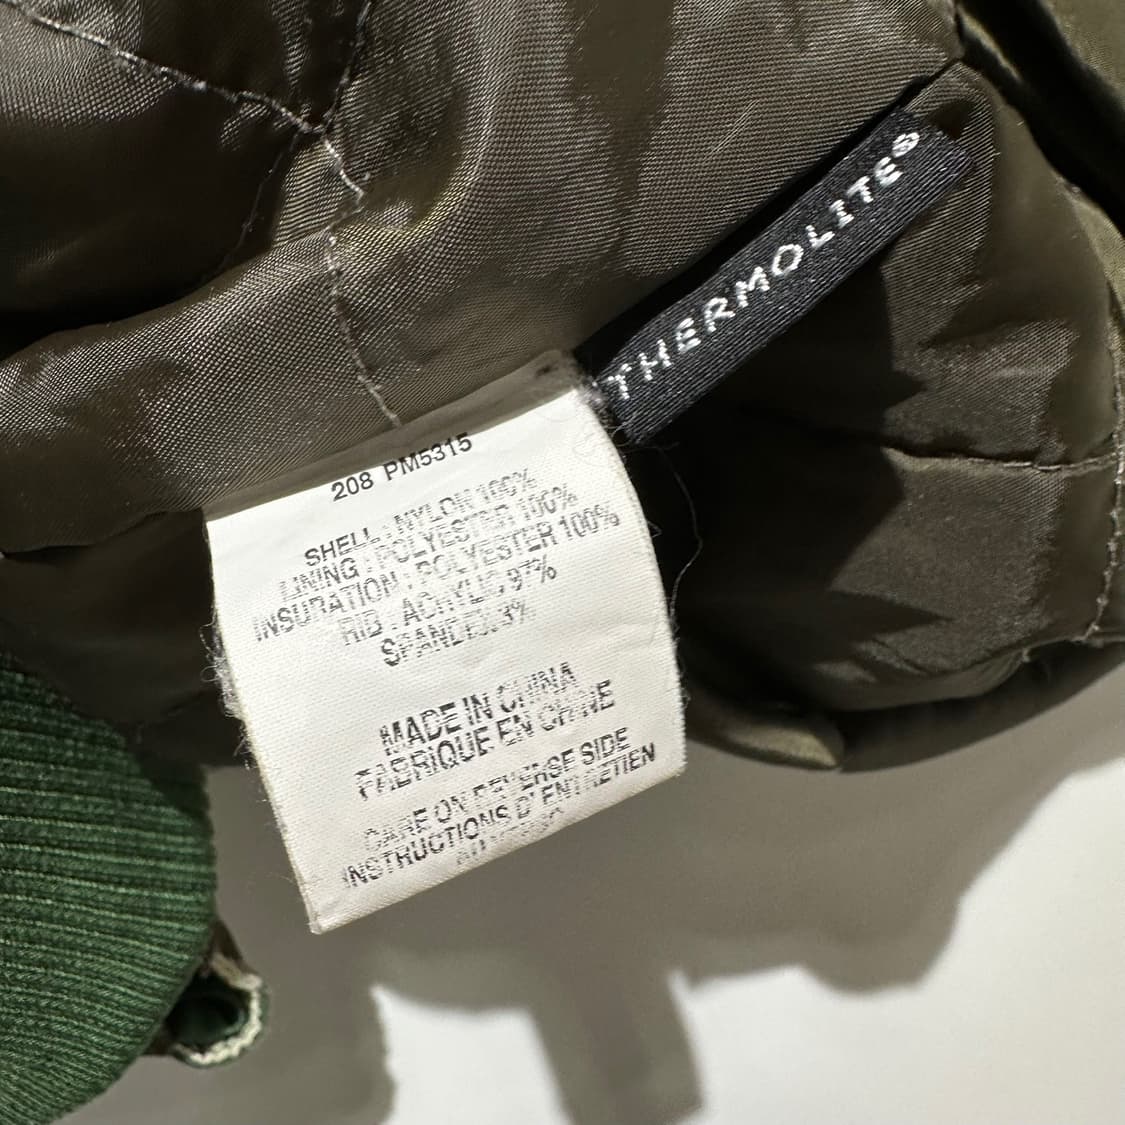 THERMOLITE®
208 PM5315
SHELL : NYLON 100%
LINING : POLYESTER 100%
INSURATION : POLYESTER 100%
RIB : ACRYLIC 97%
SPANDEX 3%
MADE IN CHINA
FABRIQUE EN CHINE
CARE ON REVERSE SIDE
INSTRUCTIONS D' ENTRETIEN